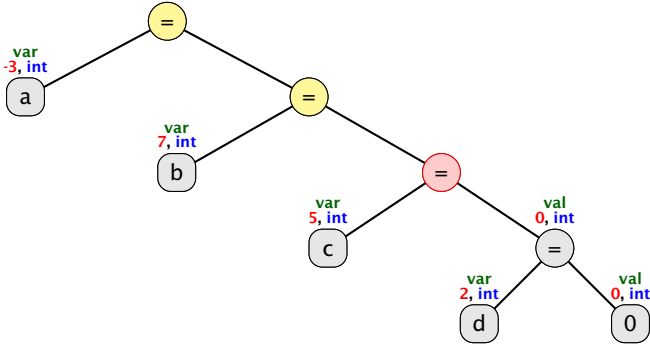 =
var
-3, int
a
=
var
7, int
b
=
var
5, int
c
val
0, int
=
var
2, int
d
val
0, int
0